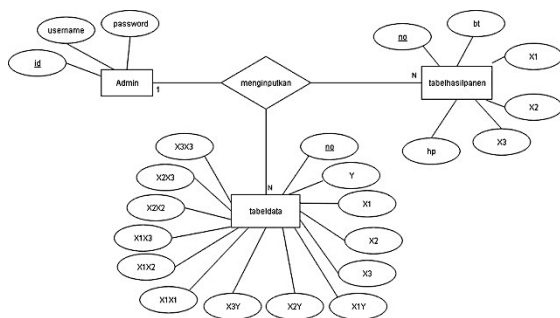 username
password
id
Admin
1
menginputkan
N
tabelhasilpanen
no
bt
X1
X2
X3
hp
N
tabeldata
X3X3
X2X3
X2X2
X1X3
X1X2
X1X1
X3Y
X2Y
X1Y
X3
X2
X1
Y
no